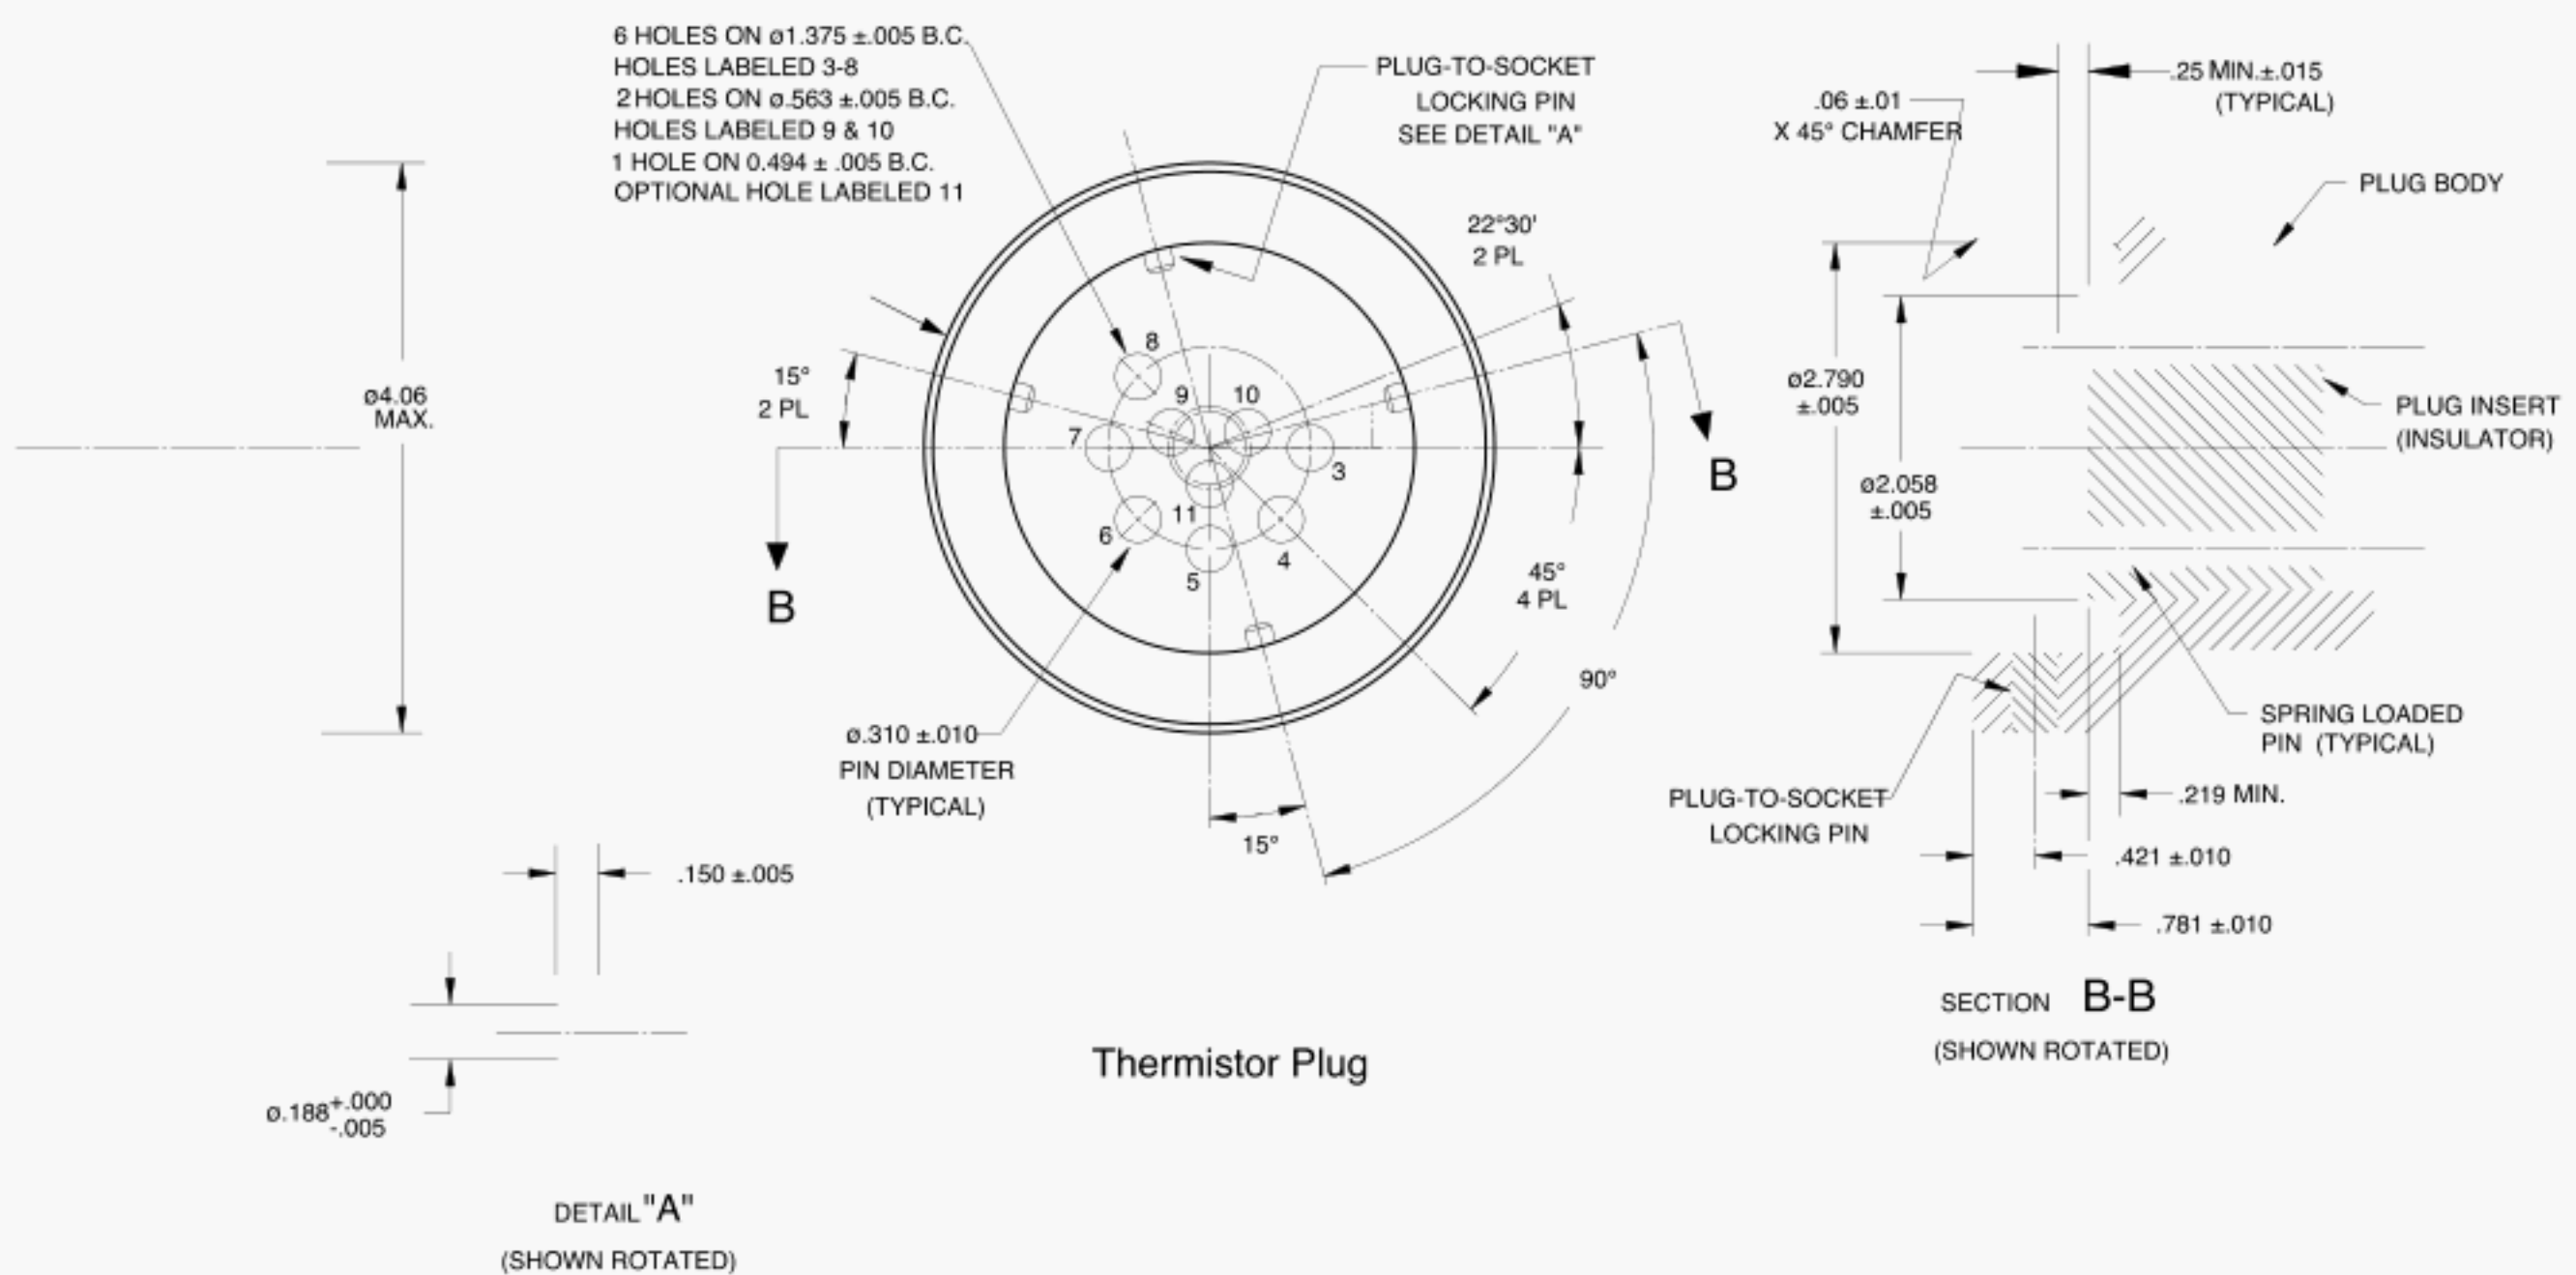 6 HOLES ON ø1.375 ±.005 B.C.
HOLES LABELED 3-8
2 HOLES ON ø.563 ±.005 B.C.
HOLES LABELED 9 & 10
1 HOLE ON 0.494 ± .005 B.C.
OPTIONAL HOLE LABELED 11
PLUG-TO-SOCKET
LOCKING PIN
SEE DETAIL "A"
22°30'
2 PL
ø4.06
MAX.
15°
2 PL
B
8
9
10
7
3
11
6
5
4
B
45°
4 PL
90°
15°
ø.310 ±.010
PIN DIAMETER
(TYPICAL)
.25 MIN.±.015
(TYPICAL)
.06 ±.01
X 45° CHAMFER
PLUG BODY
ø2.790
±.005
ø2.058
±.005
PLUG INSERT
(INSULATOR)
SPRING LOADED
PIN (TYPICAL)
PLUG-TO-SOCKET
LOCKING PIN
.219 MIN.
.421 ±.010
.781 ±.010
SECTION B-B
(SHOWN ROTATED)
.150 ±.005
ø.188 +.000
-.005
DETAIL "A"
(SHOWN ROTATED)
Thermistor Plug